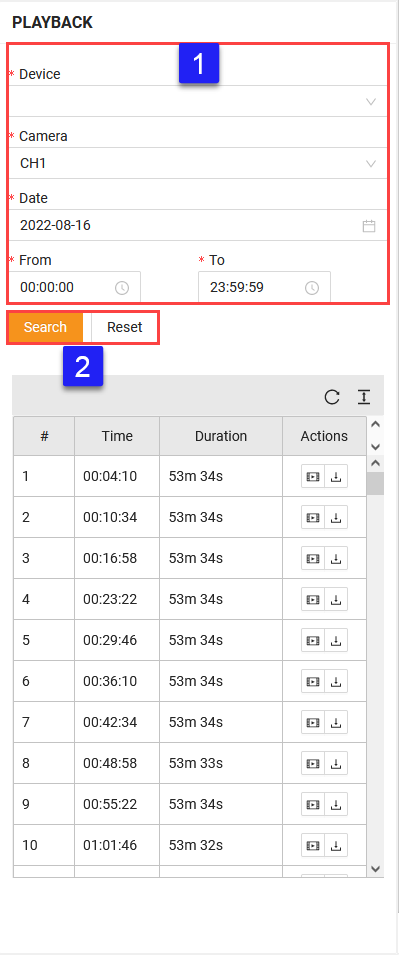 PLAYBACK
1
* Device
* Camera
CH1
* Date
2022-08-16
* From * To
00:00:00 23:59:59
Search Reset
2
# Time Duration Actions
1 00:04:10 53m 34s
2 00:10:34 53m 34s
3 00:16:58 53m 34s
4 00:23:22 53m 34s
5 00:29:46 53m 34s
6 00:36:10 53m 34s
7 00:42:34 53m 34s
8 00:48:58 53m 33s
9 00:55:22 53m 34s
10 01:01:46 53m 32s